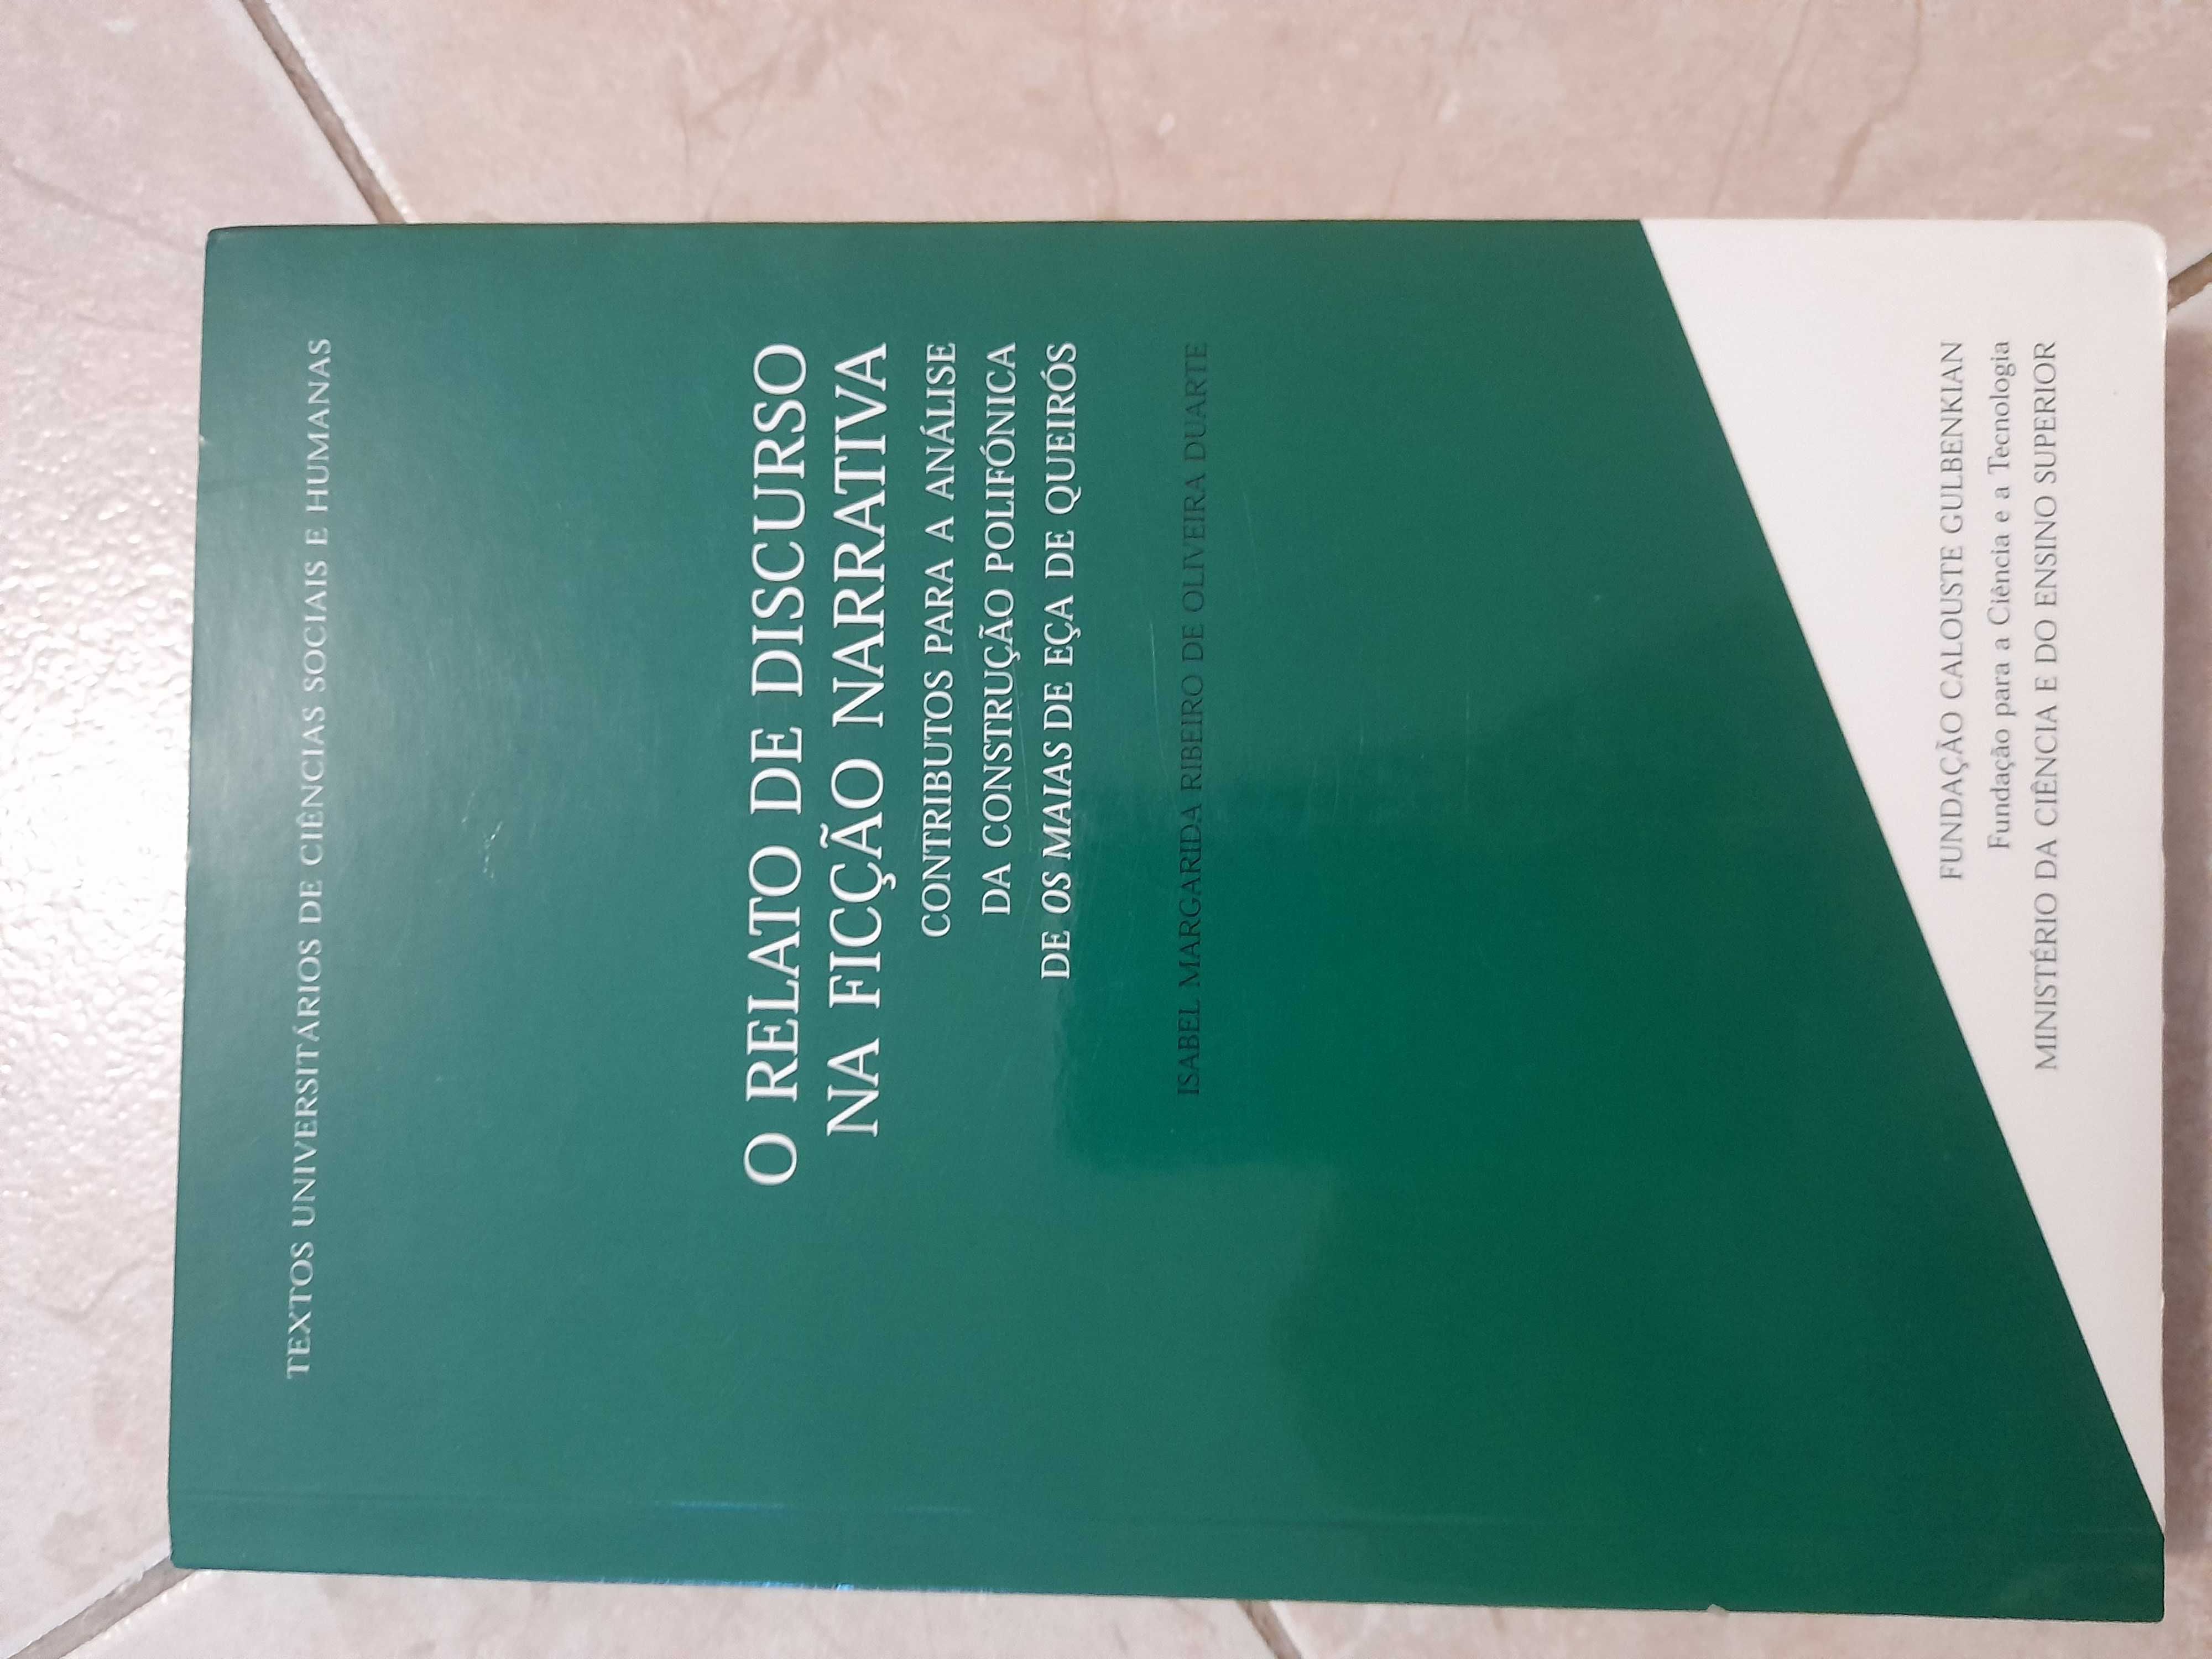 TEXTOS UNIVERSITÁRIOS DE CIÊNCIAS SOCIAIS E HUMANAS
O RELATO DE DISCURSO
NA FICÇÃO NARRATIVA
CONTRIBUTOS PARA A ANÁLISE
DA CONSTRUÇÃO POLIFÓNICA
DE OS MAIAS DE EÇA DE QUEIRÓS
ISABEL MARGARIDA RIBEIRO DE OLIVEIRA DUARTE
FUNDAÇÃO CALOUSTE GULBENKIAN
Fundação para a Ciência e a Tecnologia
MINISTÉRIO DA CIÊNCIA E DO ENSINO SUPERIOR